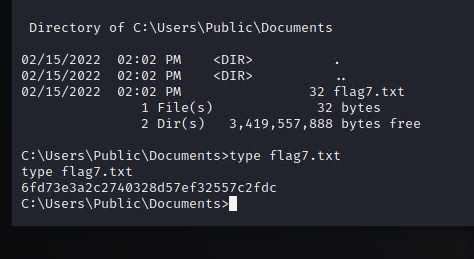 Directory of C:\Users\Public\Documents
02/15/2022  02:02 PM    <DIR>          .
02/15/2022  02:02 PM    <DIR>          ..
02/15/2022  02:02 PM                32 flag7.txt
               1 File(s)             32 bytes
               2 Dir(s)   3,419,557,888 bytes free
C:\Users\Public\Documents>type flag7.txt
type flag7.txt
6fd73e3a2c2740328d57ef32557c2fdc
C:\Users\Public\Documents>